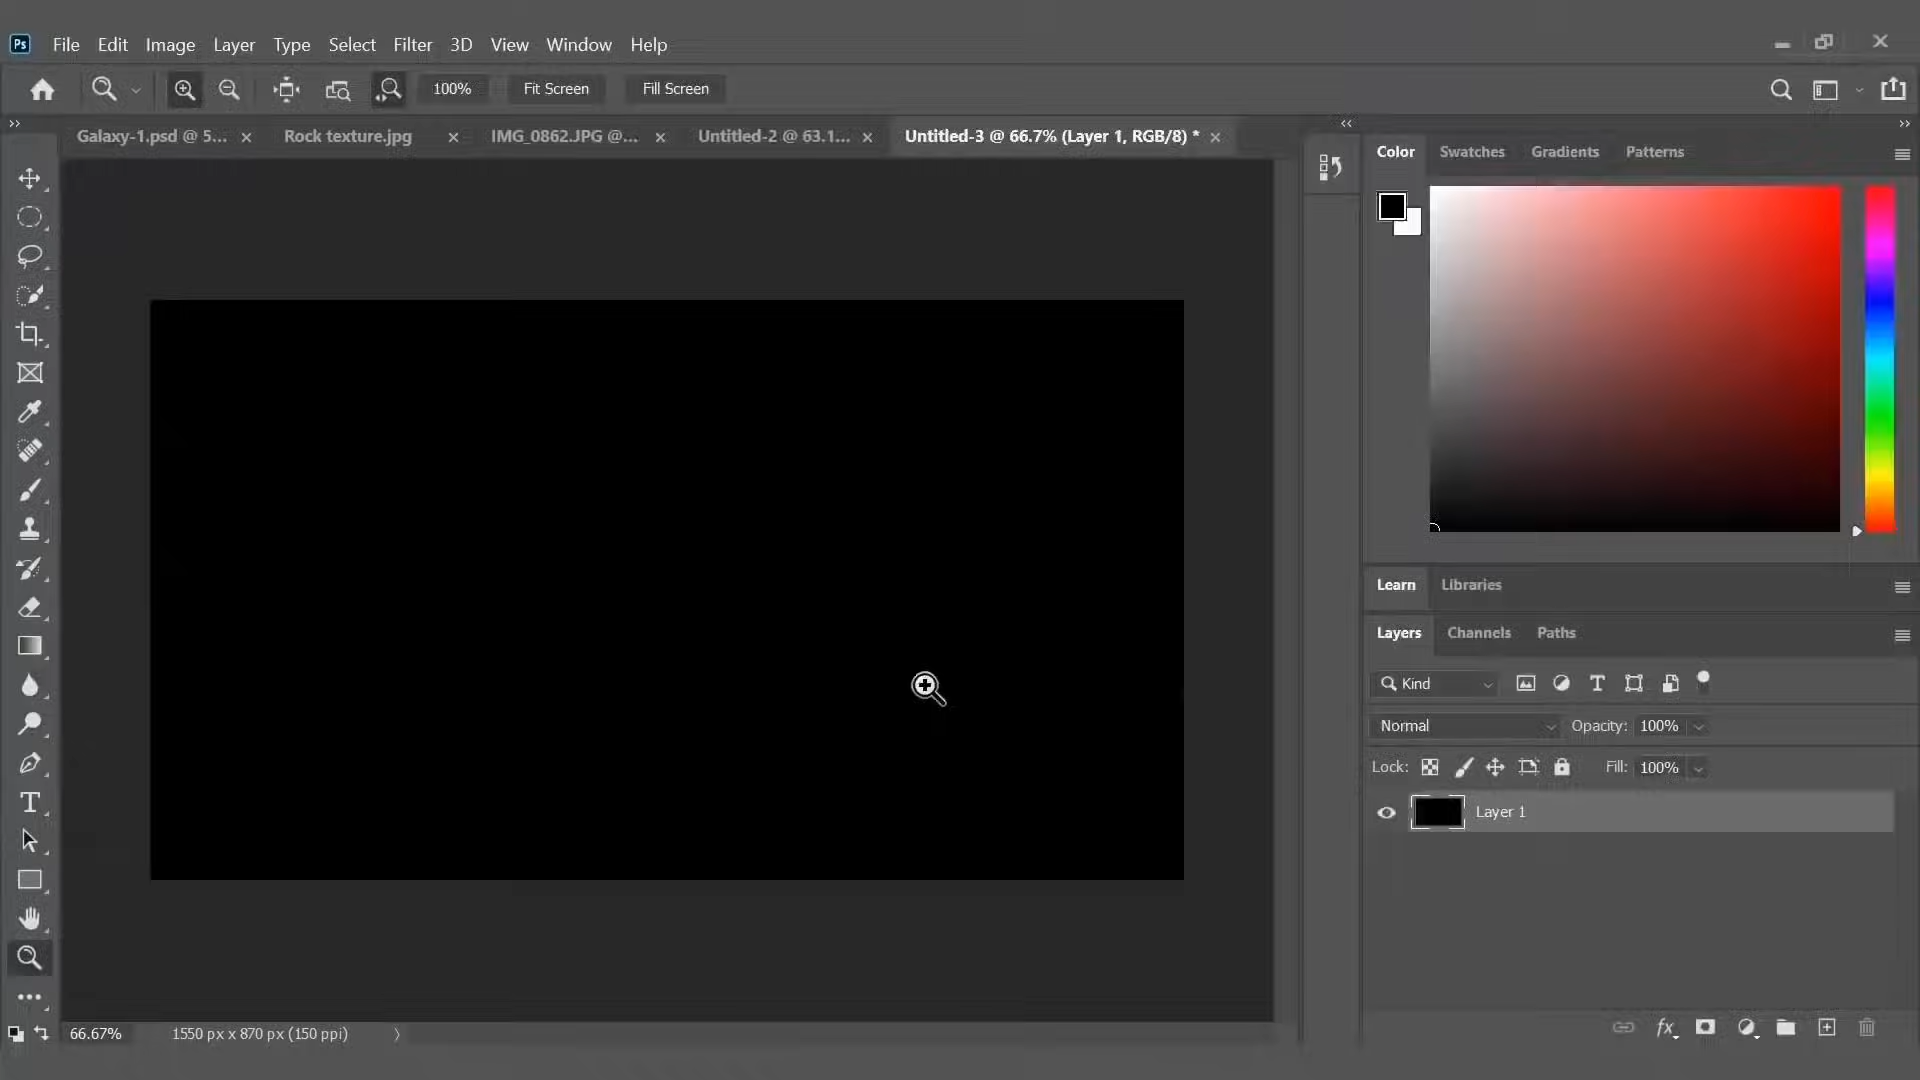 Ps File Edit Image Layer Type Select Filter 3D View Window Help
100% Fit Screen Fill Screen
Galaxy-1.psd @ 5... × Rock texture.jpg × IMG_0862.JPG @... × Untitled-2 @ 63.1... × Untitled-3 @ 66.7% (Layer 1, RGB/8) * ×
Color Swatches Gradients Patterns
Learn Libraries
Layers Channels Paths
Kind
Normal Opacity: 100%
Lock: Fill: 100%
Layer 1
fx
66.67% 1550 px x 870 px (150 ppi)